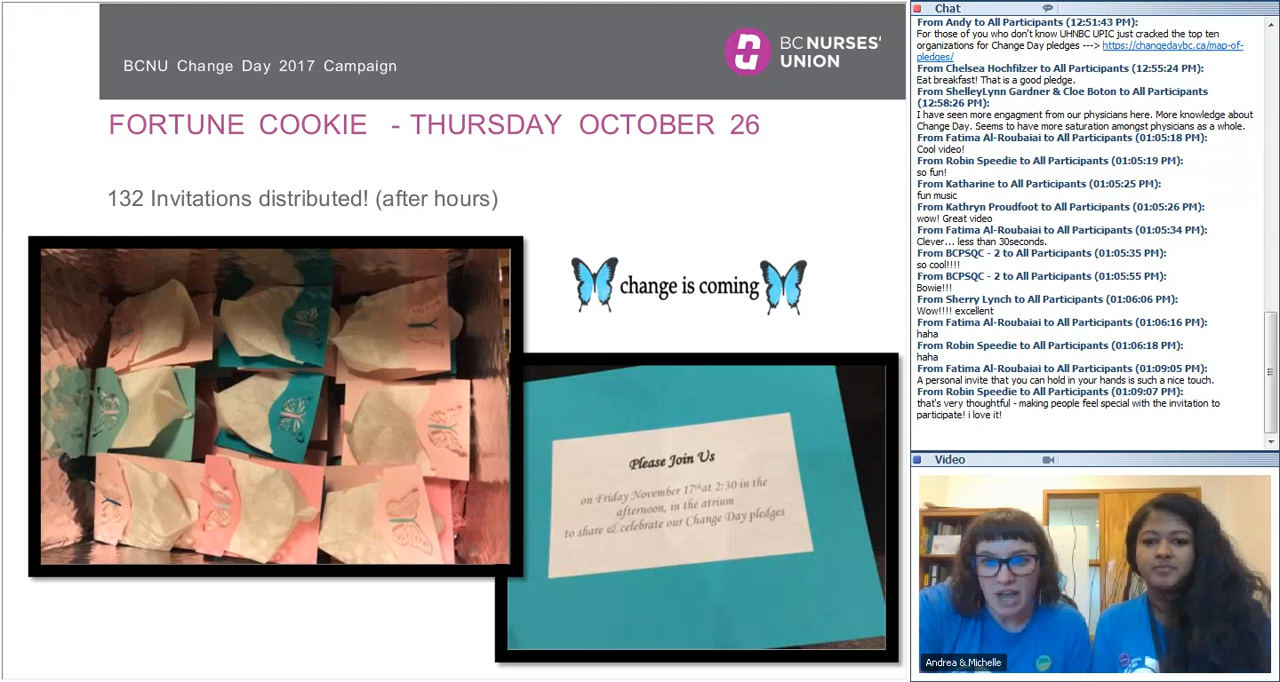 BCNU Change Day 2017 Campaign
BC NURSES'
UNION
FORTUNE COOKIE - THURSDAY OCTOBER 26
132 Invitations distributed! (after hours)
change is coming
Please Join Us
on Friday November 17th at 2:30 in the
afternoon, in the atrium
to share & celebrate our Change Day pledges
Chat
From Andy to All Participants (12:51:43 PM):
For those of you who don't know UHNBC UPIC just cracked the top ten
organizations for Change Day pledges ---> https://changedaybc.ca/map-of-
pledges/
From Chelsea Hochfilzer to All Participants (12:55:24 PM):
Eat breakfast! That is a good pledge.
From ShelleyLynn Gardner & Cloe Boton to All Participants
(12:58:26 PM):
I have seen more engagment from our physicians here. More knowledge about
Change Day. Seems to have more saturation amongst physicians as a whole.
From Fatima Al-Roubaiai to All Participants (01:05:18 PM):
Cool video!
From Robin Speedie to All Participants (01:05:19 PM):
so fun!
From Katharine to All Participants (01:05:25 PM):
fun music
From Kathryn Proudfoot to All Participants (01:05:26 PM):
wow! Great video
From Fatima Al-Roubaiai to All Participants (01:05:34 PM):
Clever... less than 30seconds.
From BCPSQC - 2 to All Participants (01:05:35 PM):
so cool!!!!
From BCPSQC - 2 to All Participants (01:05:55 PM):
Bowie!!!
From Sherry Lynch to All Participants (01:06:06 PM):
Wow!!!! excellent
From Fatima Al-Roubaiai to All Participants (01:06:16 PM):
haha
From Robin Speedie to All Participants (01:06:18 PM):
haha
From Fatima Al-Roubaiai to All Participants (01:09:05 PM):
A personal invite that you can hold in your hands is such a nice touch.
From Robin Speedie to All Participants (01:09:07 PM):
that's very thoughtful - making people feel special with the invitation to
participate! i love it!
Video
Andrea & Michelle